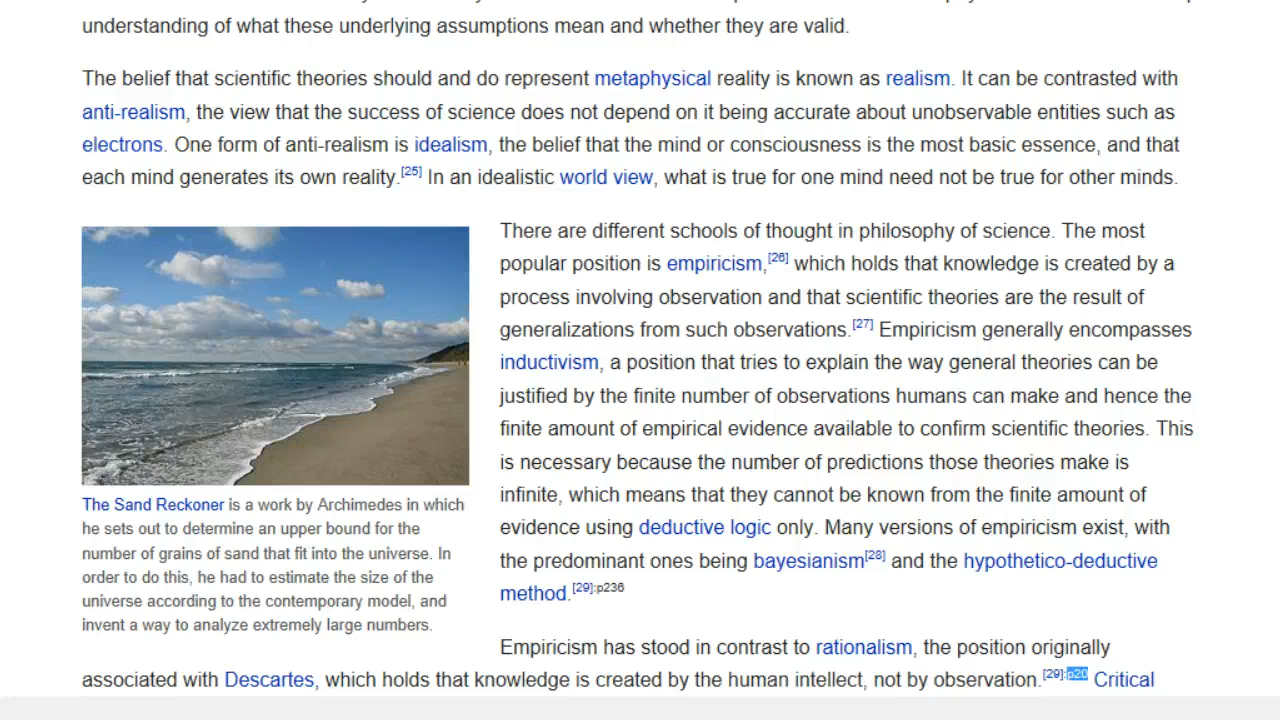 understanding of what these underlying assumptions mean and whether they are valid.
The belief that scientific theories should and do represent metaphysical reality is known as realism. It can be contrasted with
anti-realism, the view that the success of science does not depend on it being accurate about unobservable entities such as
electrons. One form of anti-realism is idealism, the belief that the mind or consciousness is the most basic essence, and that
each mind generates its own reality.[25] In an idealistic world view, what is true for one mind need not be true for other minds.
There are different schools of thought in philosophy of science. The most
popular position is empiricism,[26] which holds that knowledge is created by a
process involving observation and that scientific theories are the result of
generalizations from such observations.[27] Empiricism generally encompasses
inductivism, a position that tries to explain the way general theories can be
justified by the finite number of observations humans can make and hence the
finite amount of empirical evidence available to confirm scientific theories. This
is necessary because the number of predictions those theories make is
infinite, which means that they cannot be known from the finite amount of
evidence using deductive logic only. Many versions of empiricism exist, with
the predominant ones being bayesianism[28] and the hypothetico-deductive
method.[29]:p236
The Sand Reckoner is a work by Archimedes in which
he sets out to determine an upper bound for the
number of grains of sand that fit into the universe. In
order to do this, he had to estimate the size of the
universe according to the contemporary model, and
invent a way to analyze extremely large numbers.
Empiricism has stood in contrast to rationalism, the position originally
associated with Descartes, which holds that knowledge is created by the human intellect, not by observation.[29]:p20 Critical